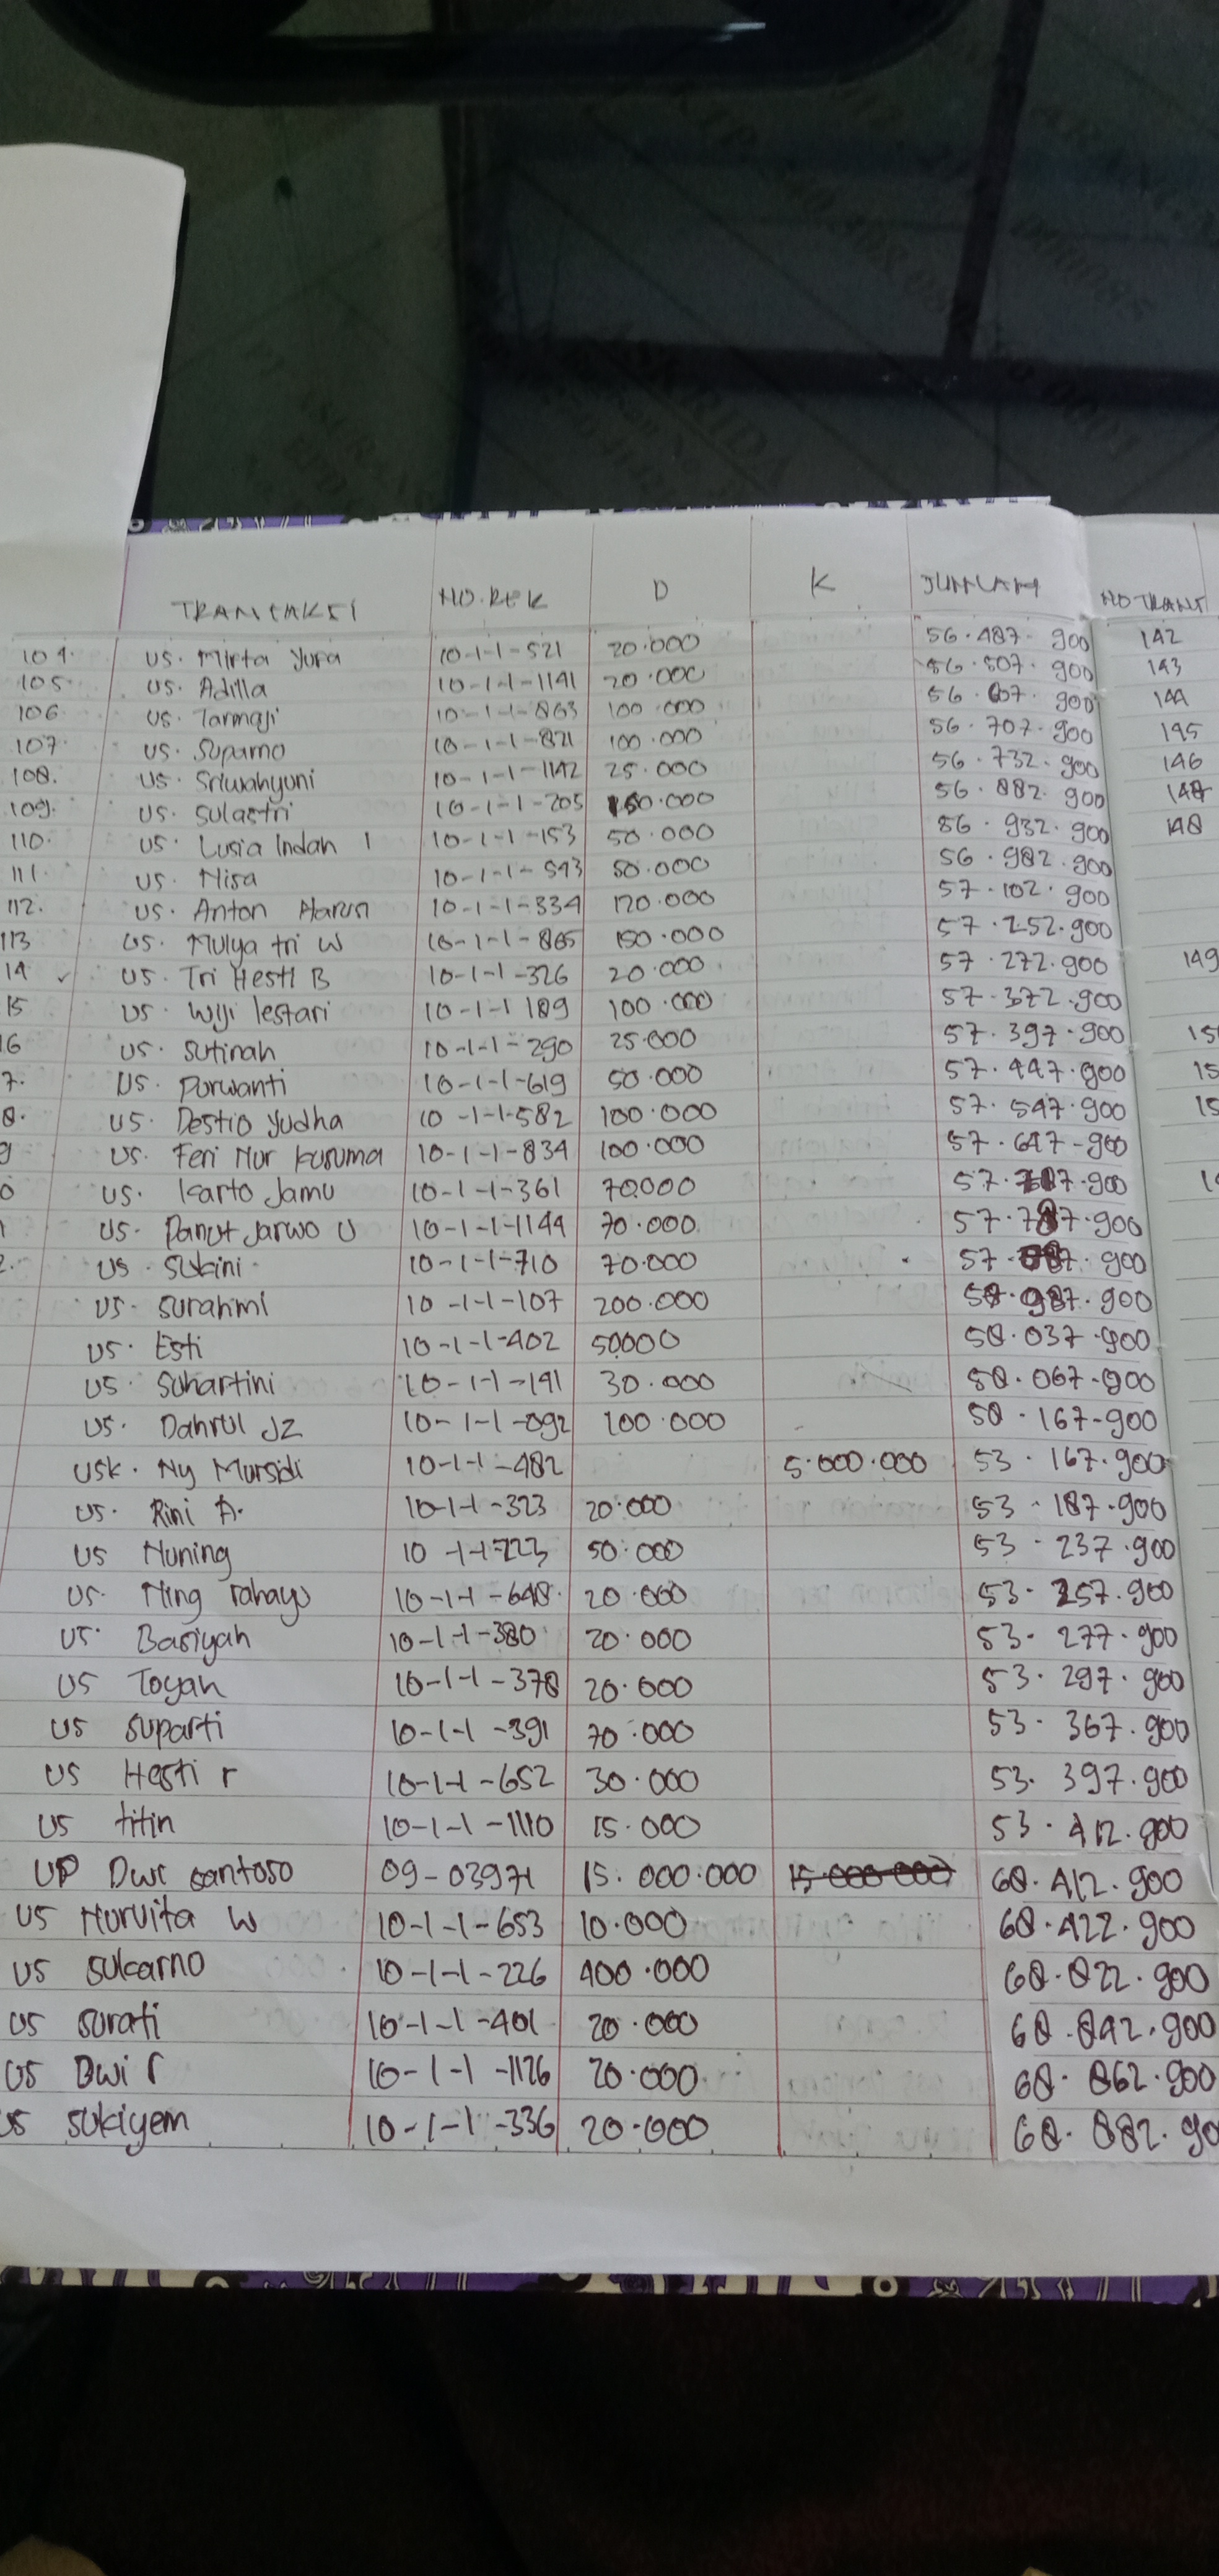 TRANSAKSI NO. REK D K JUMLAH NO TRANS
104. US. Mirta Yura 10-1-1-521 20.000 56.487.900 142
105. US. Adilla 10-1-1-1141 20.000 56.507.900 143
106 US. Tarmaji 10-1-1-863 100.000 56.607.900 144
107. US. Suparno 10-1-1-821 100.000 56.707.900 145
108. US. Sriwahyuni 10-1-1-1142 25.000 56.732.900 146
109. US. Sulastri 10-1-1-205 150.000 56.882.900 147
110. US. Lusia Indah I 10-1-1-153 50.000 56.932.900 148
111. US. Nisa 10-1-1-543 50.000 56.982.900
112. US. Anton Harun 10-1-1-334 120.000 57.102.900
113 US. Mulya tri W 10-1-1-865 150.000 57.252.900
14 US. Tri Hesti B 10-1-1-326 20.000 57.272.900 149
15 US. Wiji lestari 10-1-1 189 100.000 57.372.900
16 US. Sutinah 10-1-1-290 25.000 57.397.900 15
7. US. Purwanti 10-1-1-619 50.000 57.447.900 15
8. US. Destio Yudha 10-1-1-582 100.000 57.547.900 15
9 US. Feri Nur Kusuma 10-1-1-834 100.000 57.647-900
0 US. Karto Jamu 10-1-1-361 70.000 57.717.900
1 US. Panut Jarwo U 10-1-1-1144 70.000 57.787.900
2. US. Sukini 10-1-1-710 70.000 900
US. Surahmi 10-1-1-107 200.000 987.900
US. Esti 10-1-1-402 50000 58.037.900
US. Suhartini 10-1-1-191 30.000 58.067-900
US. Dahrul JZ 10-1-1-092 100.000 58.167-900
USK. Ny Mursidi 10-1-1-482 5.000.000 53.167.900
US. Rini A. 10-1-1-323 20.000 53.187.900
US Nuning 10-1-1-223 50.000 53.237.900
US. Ning rahayu 10-1-1-648 20.000 53.257.900
US. Basiyah 10-1-1-380 20.000 53.277.900
US Toyah 10-1-1-378 20.000 53.297.900
US Suparti 10-1-1-391 70.000 53.367.900
US Hesti r 10-1-1-652 30.000 53.397.900
US titin 10-1-1-1110 15.000 53.412.900
UP Dwi santoso 09-03971 15.000.000 15.000.000 68.412.900
US Nurvita W 10-1-1-653 10.000 68.422.900
US Sukarno 10-1-1-226 400.000 68.822.900
US surati 10-1-1-401 20.000 68.842.900
US Dwi r 10-1-1-1126 20.000 68.862.900
US sukiyem 10-1-1-336 20.000 68.882.90